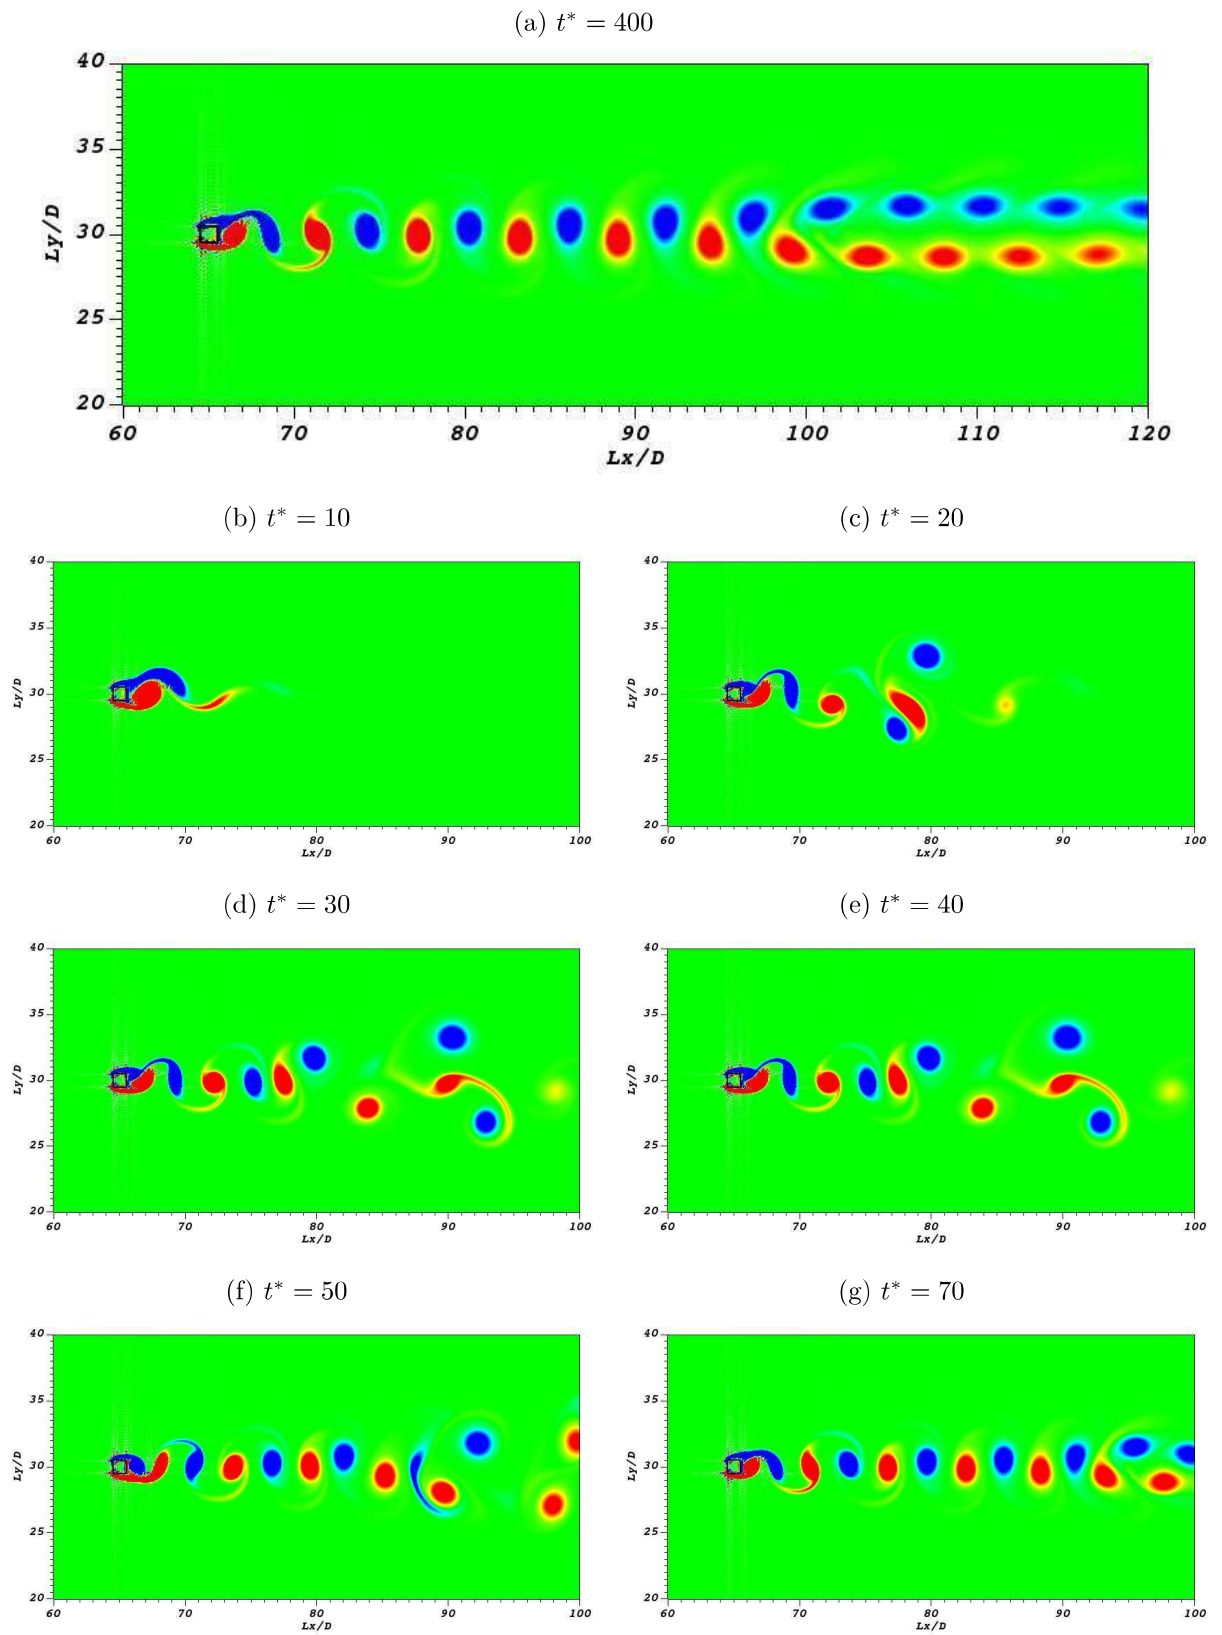 (a) t* = 400
40
35
Ly/D
30
25
20
60 70 80 90 100 110 120
Lx/D
(b) t* = 10
(c) t* = 20
40
35
Ly/D
30
25
20
60 70 80 90 100
Lx/D
40
35
Ly/D
30
25
20
60 70 80 90 100
Lx/D
(d) t* = 30
(e) t* = 40
40
35
Ly/D
30
25
20
60 70 80 90 100
Lx/D
40
35
Ly/D
30
25
20
60 70 80 90 100
Lx/D
(f) t* = 50
(g) t* = 70
40
35
Ly/D
30
25
20
60 70 80 90 100
Lx/D
40
35
Ly/D
30
25
20
60 70 80 90 100
Lx/D